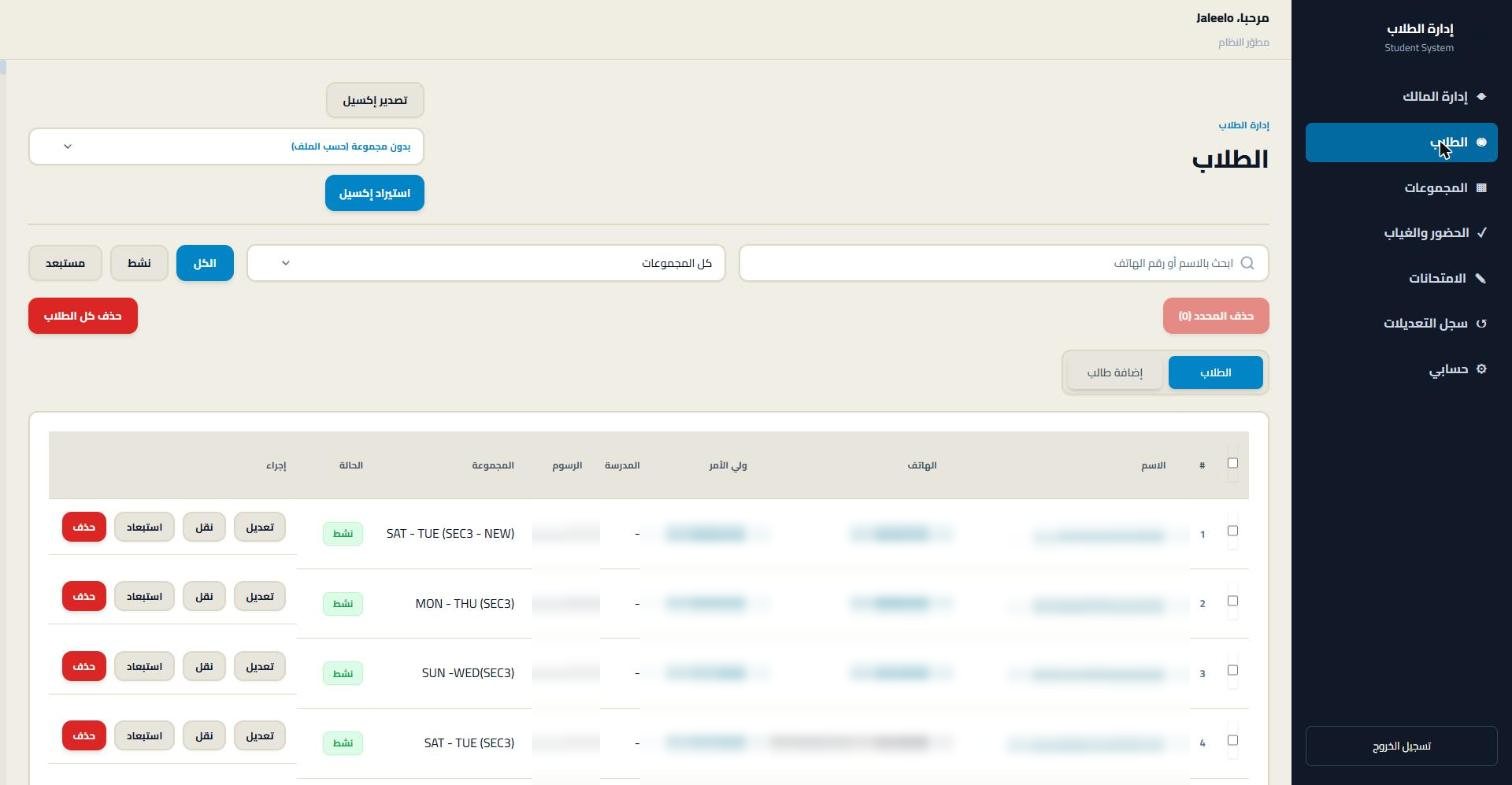 إدارة الطلاب
Student System
إدارة المالك
الطلاب
المجموعات
الحضور والغياب
الامتحانات
سجل التعديلات
حسابي
تسجيل الخروج
مرحبا، Jaleelo
مطوّر النظام
إدارة الطلاب
الطلاب
تصدير إكسيل
بدون مجموعة (حسب الملف)
استيراد إكسيل
ابحث بالاسم أو رقم الهاتف
كل المجموعات
الكل نشط مستبعد
حذف المحدد (0)
حذف كل الطلاب
الطلاب إضافة طالب
# الاسم الهاتف ولي الأمر المدرسة الرسوم المجموعة الحالة إجراء
1 - SAT - TUE (SEC3 - NEW) نشط تعديل نقل استبعاد حذف
2 - MON - THU (SEC3) نشط تعديل نقل استبعاد حذف
3 - SUN -WED(SEC3) نشط تعديل نقل استبعاد حذف
4 - SAT - TUE (SEC3) نشط تعديل نقل استبعاد حذف